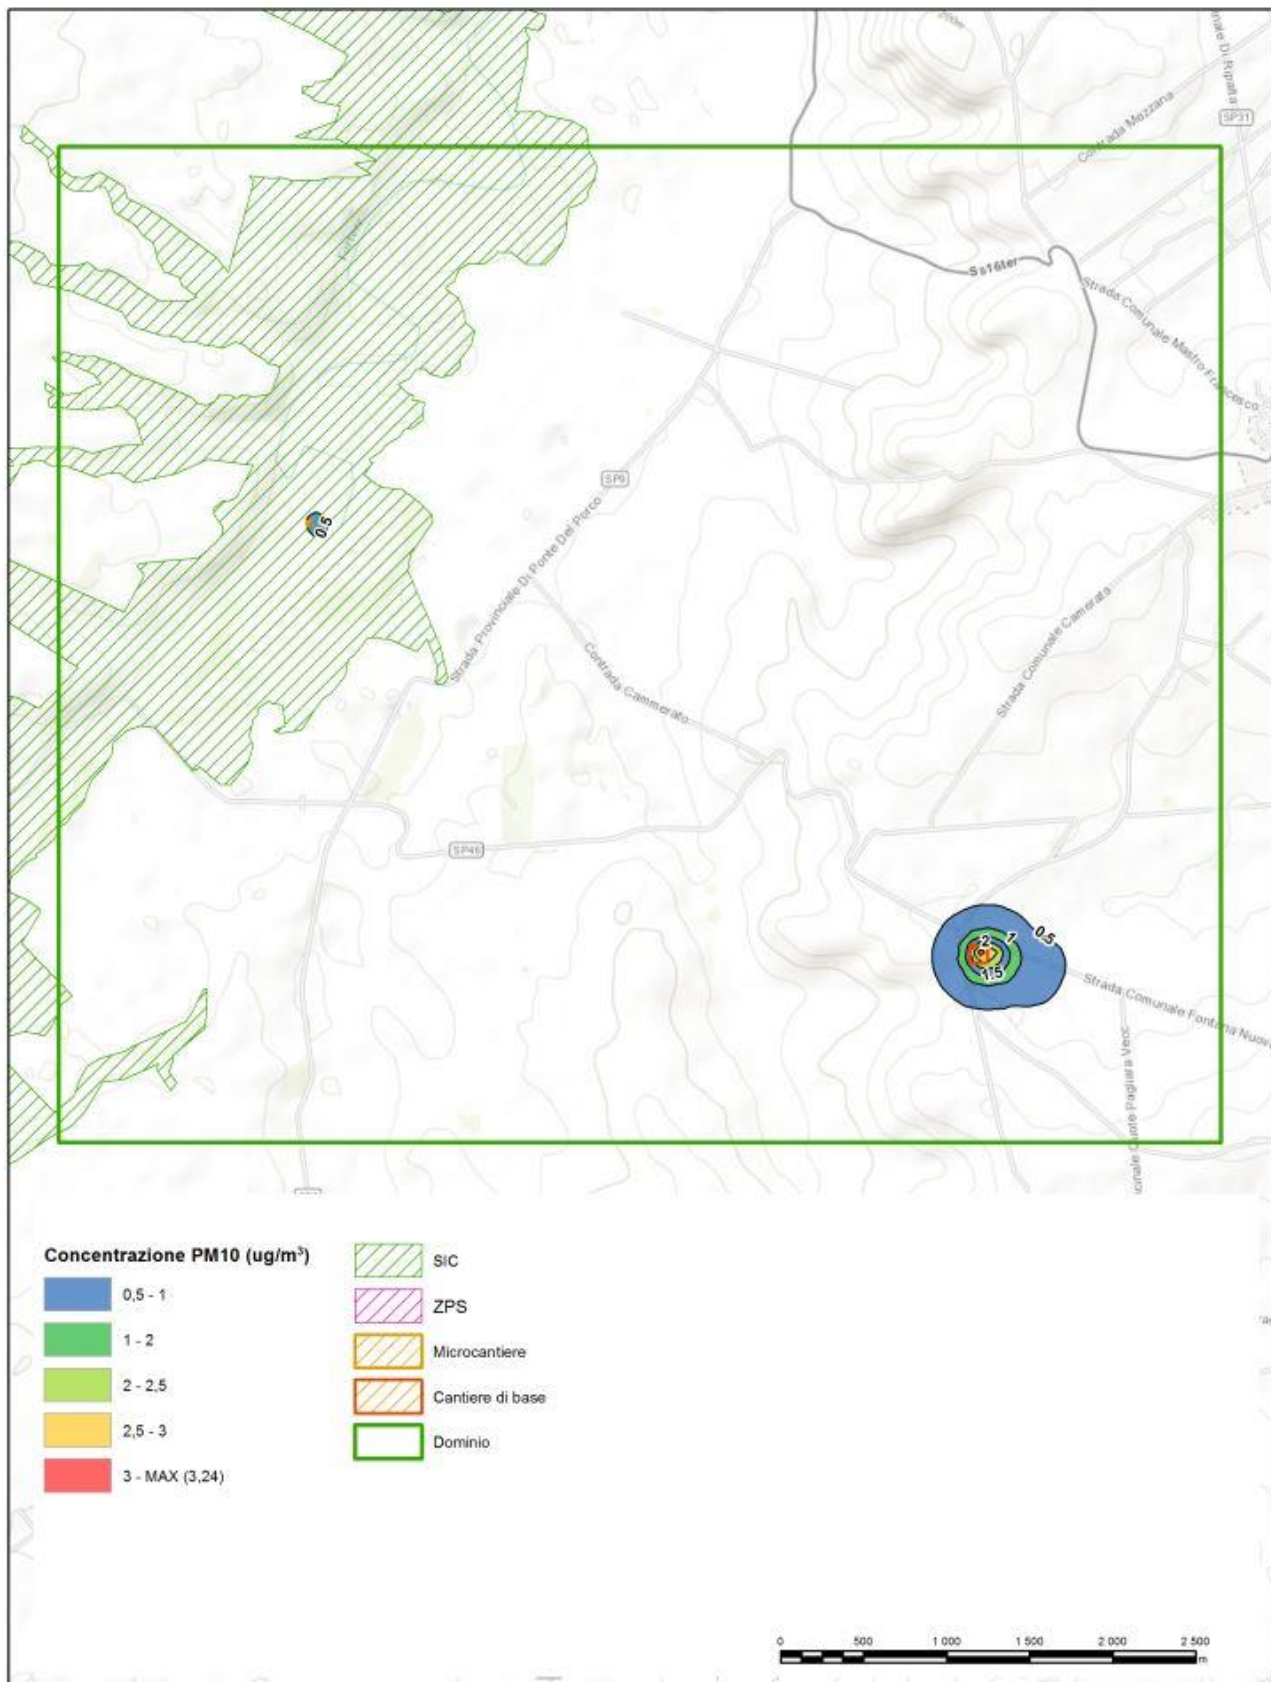 Contrada Mezzana
SP31
Ss16ter
Strada Comunale Mastro Francesco
SP9
0.5
Strada Provinciale Di Ponte Del Porco
Strada Comunale Camerata
Contrada Cammerato
SP46
0.5
1
2
1.5
Strada Comunale Fontana Nuova
Concentrazione PM10 (ug/m³)
0,5 - 1
1 - 2
2 - 2,5
2,5 - 3
3 - MAX (3,24)
SIC
ZPS
Microcantiere
Cantiere di base
Dominio
0 500 1 000 1 500 2 000 2 500
m